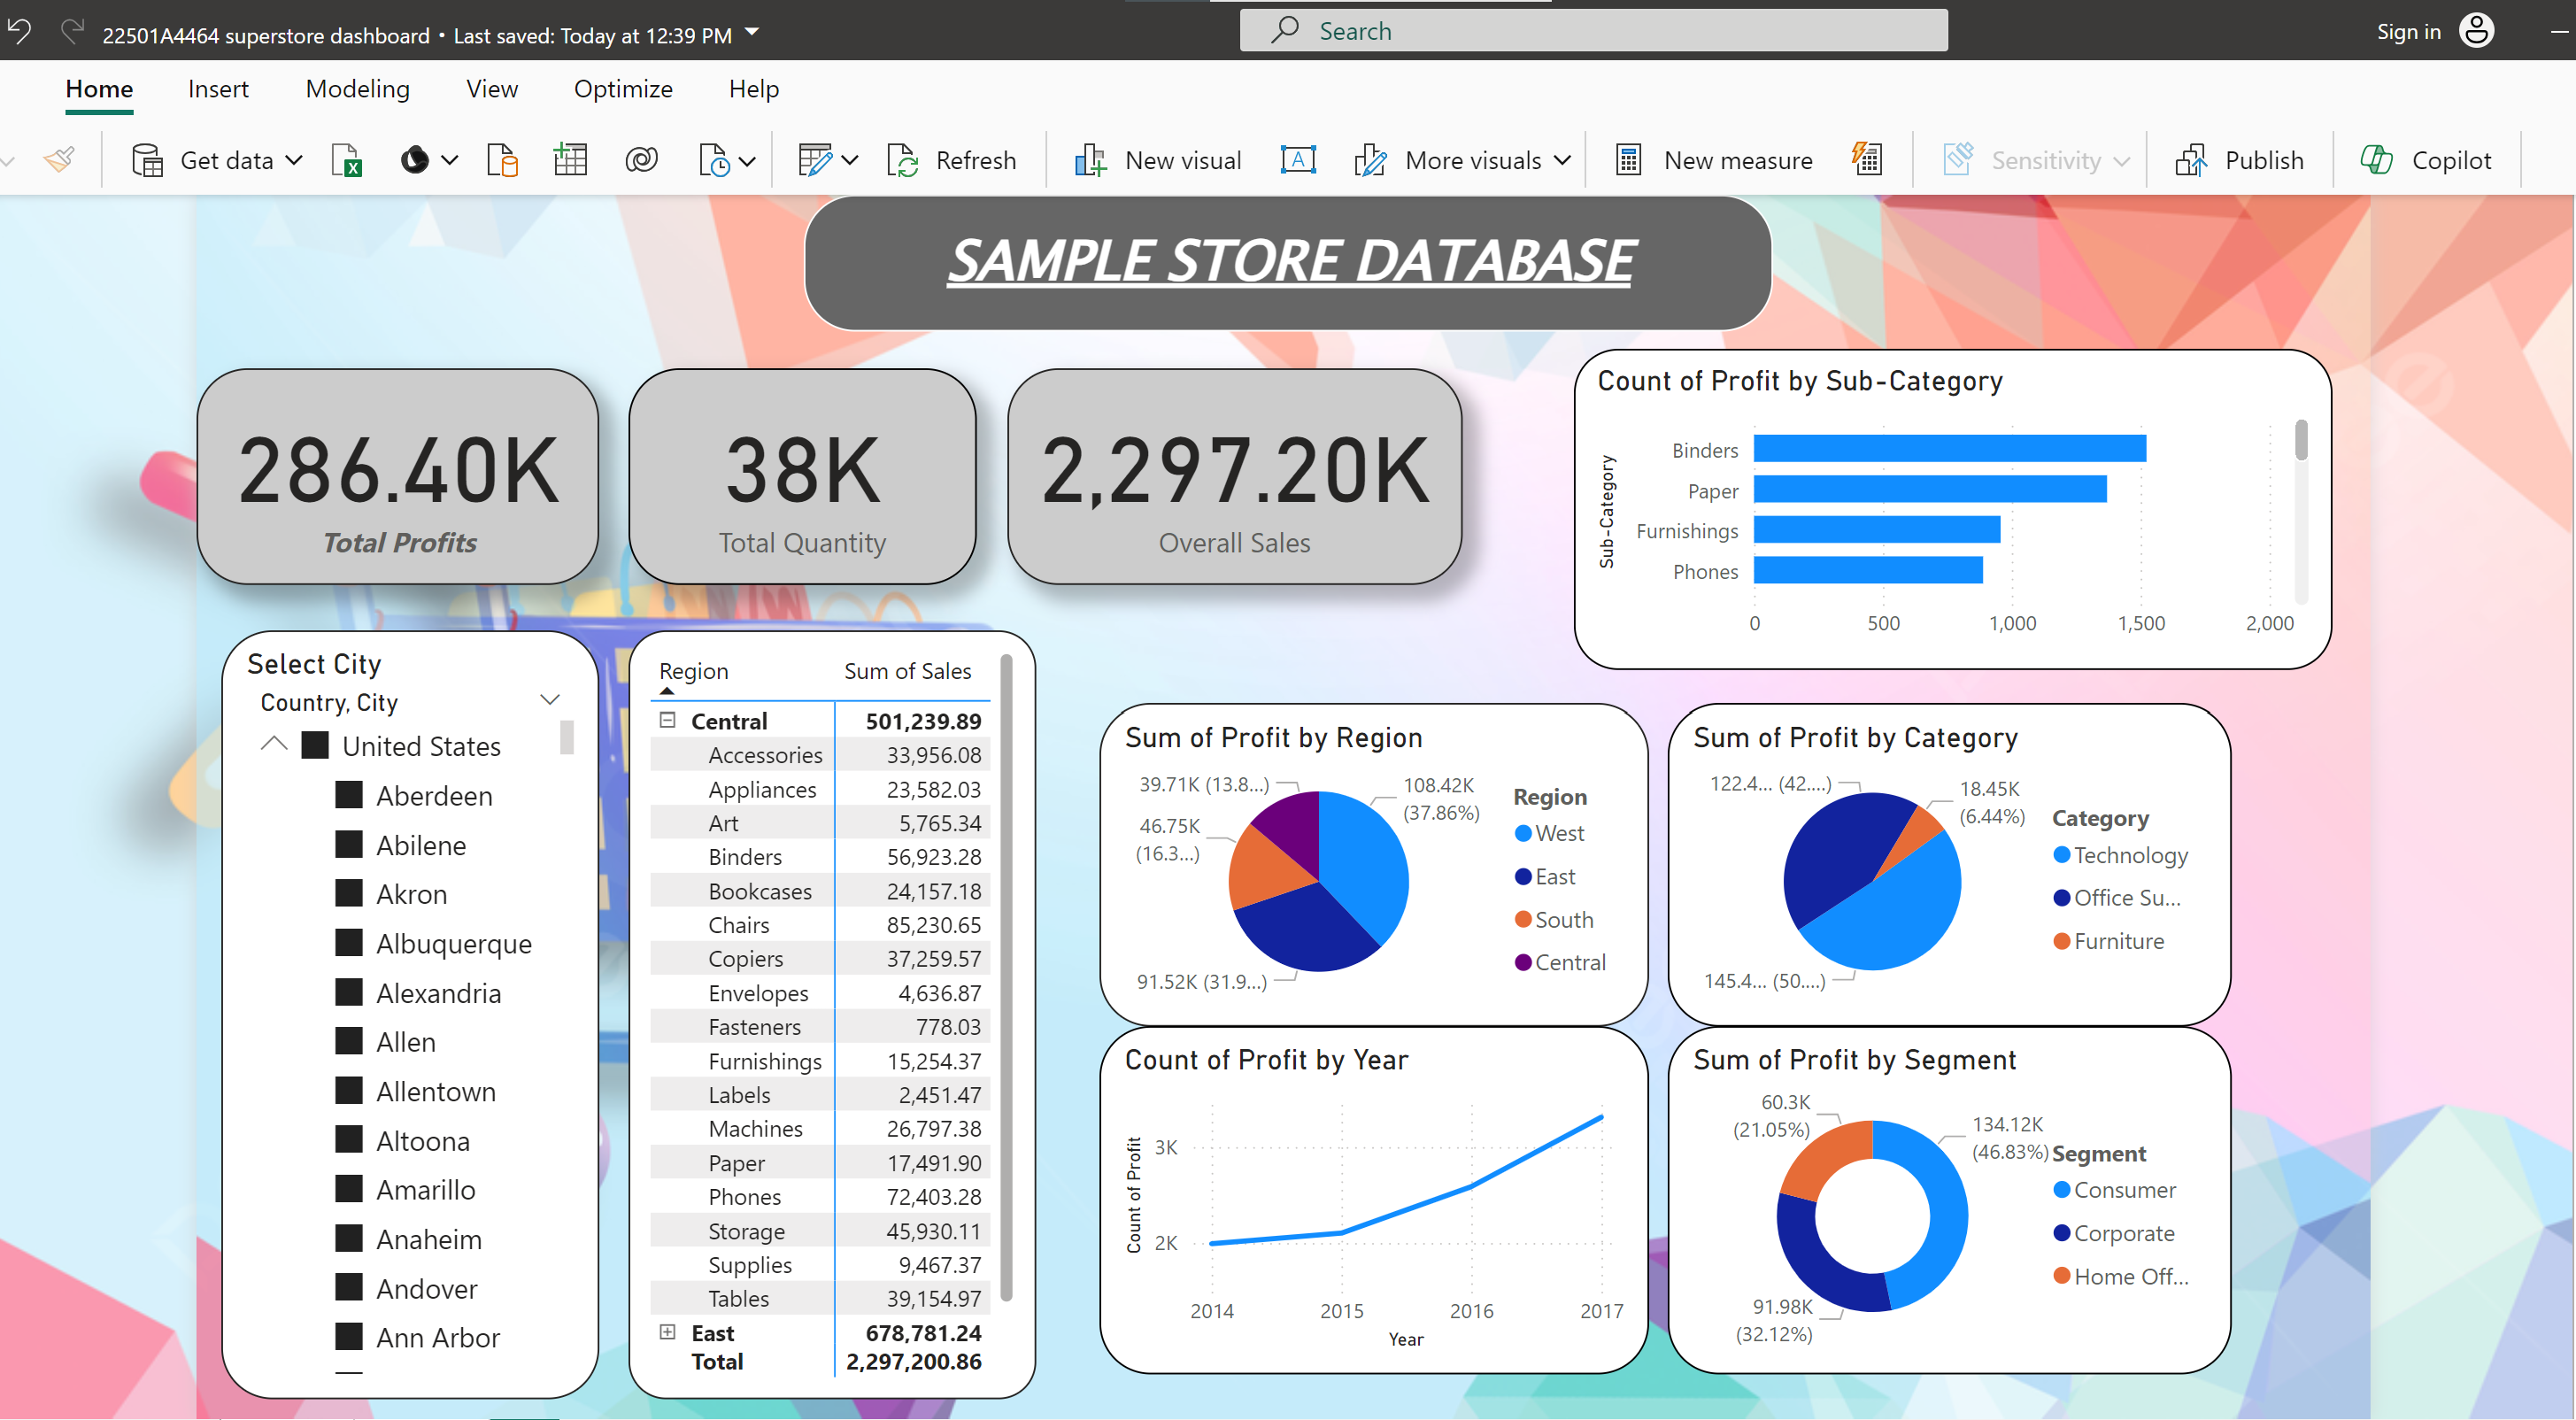 22501A4464 superstore dashboard • Last saved: Today at 12:39 PM
Search
Sign in
Home Insert Modeling View Optimize Help
Get data Refresh New visual More visuals New measure Sensitivity Publish Copilot
SAMPLE STORE DATABASE
286.40K
Total Profits
38K
Total Quantity
2,297.20K
Overall Sales
Count of Profit by Sub-Category
Sub-Category
Binders
Paper
Furnishings
Phones
0 500 1,000 1,500 2,000
Select City
Country, City
United States
Aberdeen
Abilene
Akron
Albuquerque
Alexandria
Allen
Allentown
Altoona
Amarillo
Anaheim
Andover
Ann Arbor
Region Sum of Sales
Central 501,239.89
Accessories 33,956.08
Appliances 23,582.03
Art 5,765.34
Binders 56,923.28
Bookcases 24,157.18
Chairs 85,230.65
Copiers 37,259.57
Envelopes 4,636.87
Fasteners 778.03
Furnishings 15,254.37
Labels 2,451.47
Machines 26,797.38
Paper 17,491.90
Phones 72,403.28
Storage 45,930.11
Supplies 9,467.37
Tables 39,154.97
East 678,781.24
Total 2,297,200.86
Sum of Profit by Region
39.71K (13.8...)
108.42K
(37.86%)
46.75K
(16.3...)
91.52K (31.9...)
Region
West
East
South
Central
Sum of Profit by Category
122.4... (42....)
18.45K
(6.44%)
145.4... (50....)
Category
Technology
Office Su...
Furniture
Count of Profit by Year
Count of Profit
3K
2K
2014 2015 2016 2017
Year
Sum of Profit by Segment
60.3K
(21.05%)
134.12K
(46.83%)
91.98K
(32.12%)
Segment
Consumer
Corporate
Home Off...